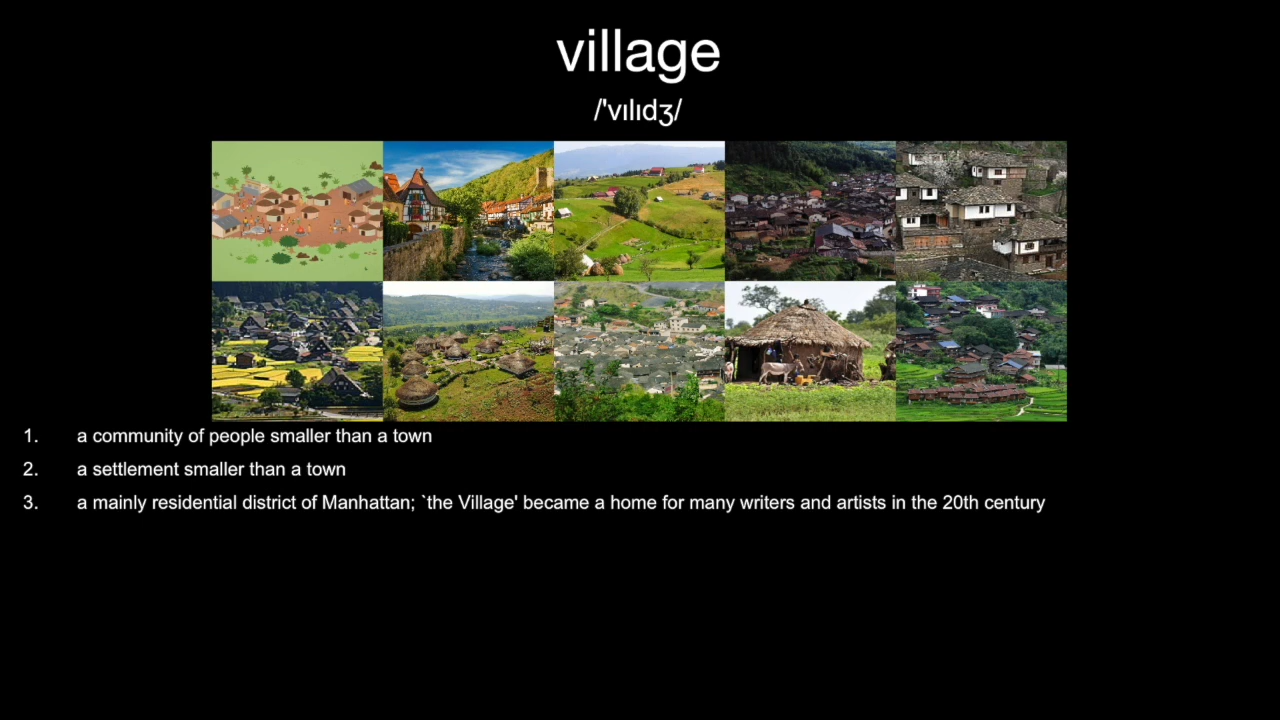 village
/'vɪlɪdʒ/
1. a community of people smaller than a town
2. a settlement smaller than a town
3. a mainly residential district of Manhattan; `the Village' became a home for many writers and artists in the 20th century